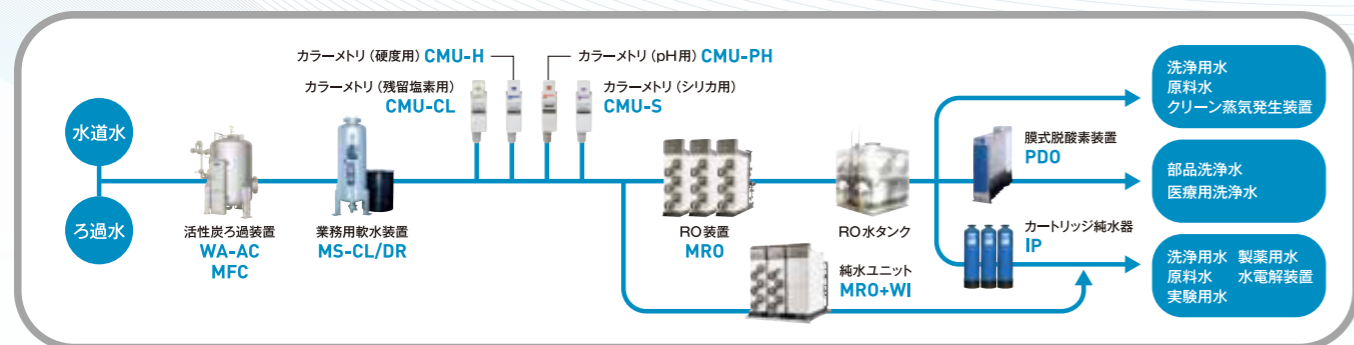 水道水
ろ過水
活性炭ろ過装置
WA-AC
MFC
業務用軟水装置
MS-CL/DR
カラーメトリ（硬度用） CMU-H
カラーメトリ（残留塩素用）
CMU-CL
カラーメトリ（pH用） CMU-PH
カラーメトリ（シリカ用）
CMU-S
RO装置
MRO
RO水タンク
純水ユニット
MRO+WI
膜式脱酸素装置
PDO
カートリッジ純水器
IP
洗浄用水
原料水
クリーン蒸気発生装置
部品洗浄水
医療用洗浄水
洗浄用水 製薬用水
原料水 水電解装置
実験用水